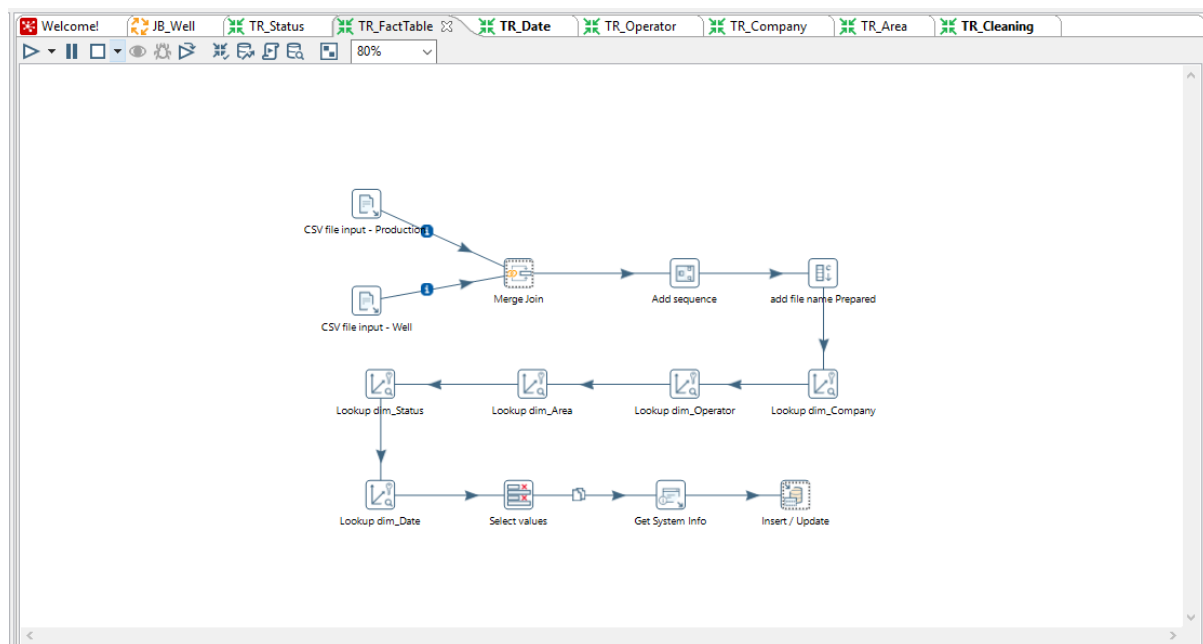 Welcome! JB_Well TR_Status TR_FactTable TR_Date TR_Operator TR_Company TR_Area TR_Cleaning
80%
CSV file input - Production
CSV file input - Well
Merge Join
Add sequence
add file name Prepared
Lookup dim_Status
Lookup dim_Area
Lookup dim_Operator
Lookup dim_Company
Lookup dim_Date
Select values
Get System Info
Insert / Update